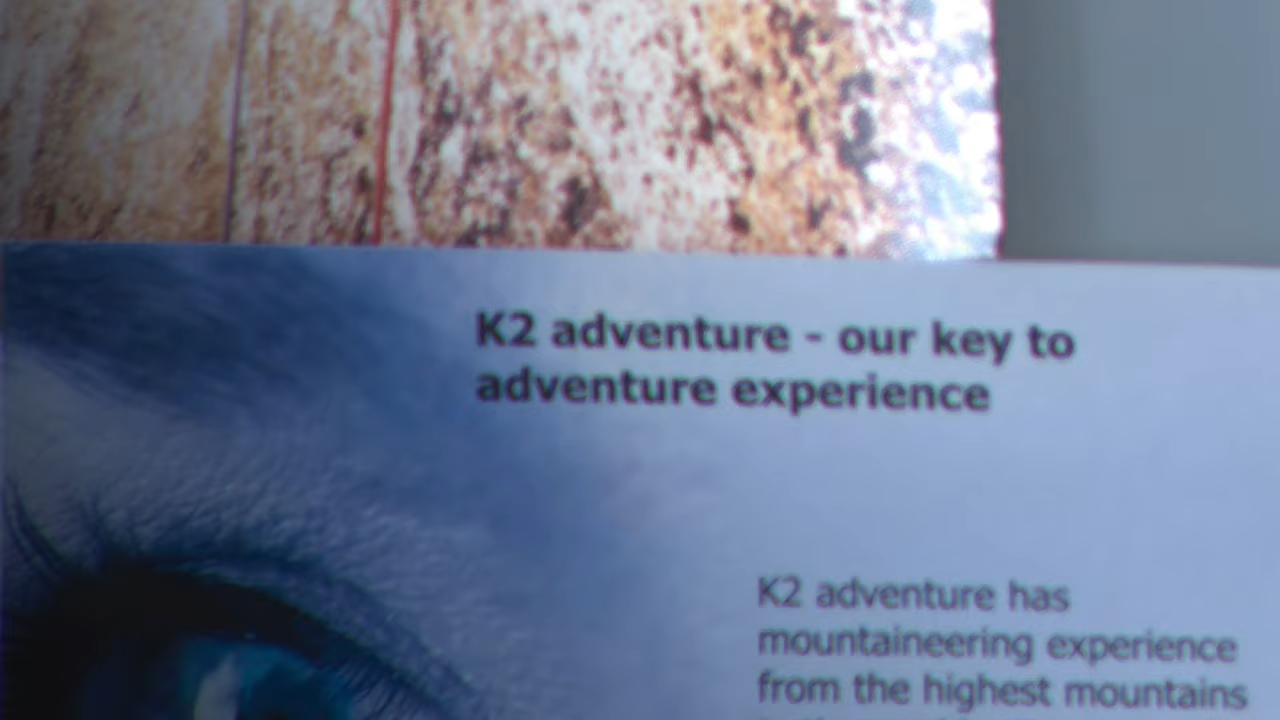 K2 adventure - our key to
adventure experience
K2 adventure has
mountaineering experience
from the highest mountains